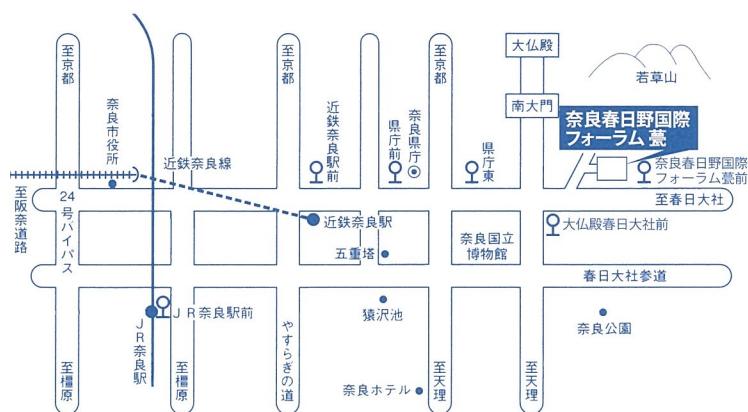 至京都
至京都
至京都
大仏殿
若草山
南大門
奈良市役所
近鉄奈良線
近鉄奈良駅前
県庁前
奈良県庁
県庁東
奈良春日野国際
フォーラム 甍
奈良春日野国際
フォーラム甍前
至阪奈道路
24号バイパス
至春日大社
近鉄奈良駅
大仏殿春日大社前
五重塔
奈良国立
博物館
春日大社参道
JR奈良駅前
JR奈良駅
猿沢池
奈良公園
やすらぎの道
至橿原
至橿原
奈良ホテル
至天理
至天理